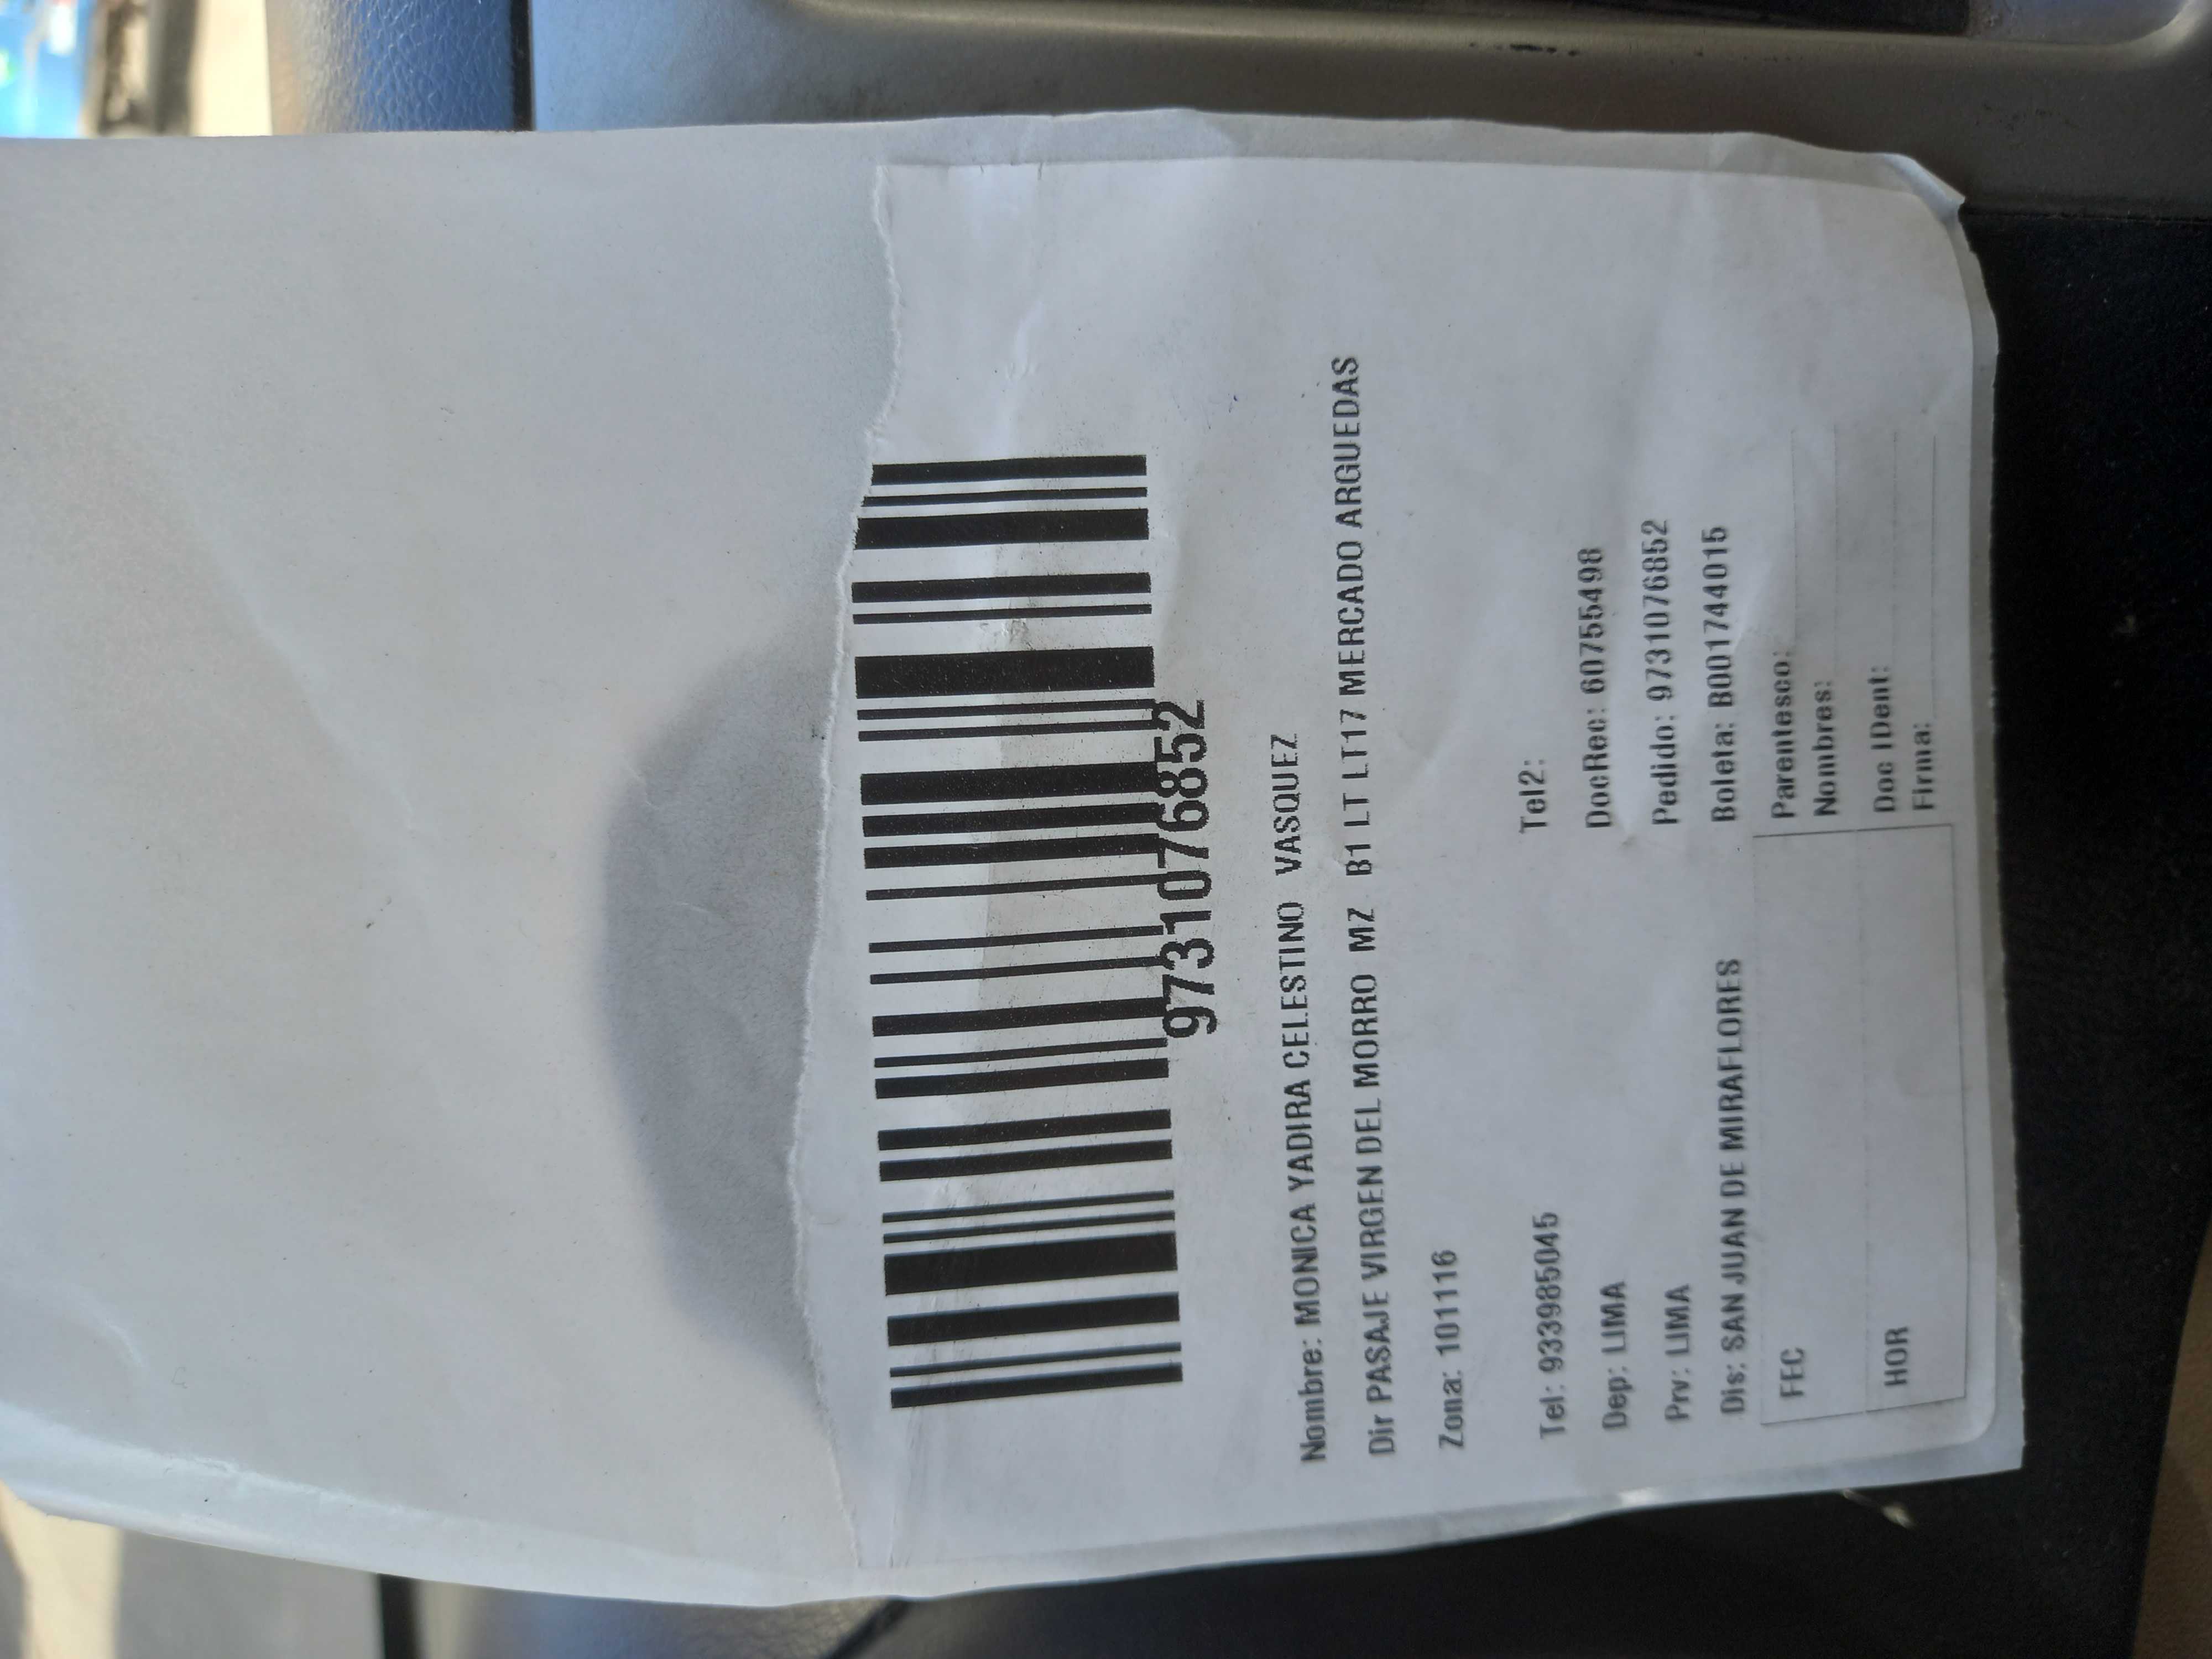 9731076852
Nombre: MONICA YADIRA CELESTINO VASQUEZ
Dir PASAJE VIRGEN DEL MORRO MZ B1 LT LT17 MERCADO ARGUEDAS
Zona: 101116
Tel: 933985045 Tel2:
Dep: LIMA DocRec: 60755498
Prv: LIMA Pedido: 9731076852
Dis: SAN JUAN DE MIRAFLORES Boleta: B001744015
FEC Parentesco:
Nombres:
HOR Doc IDent:
Firma: